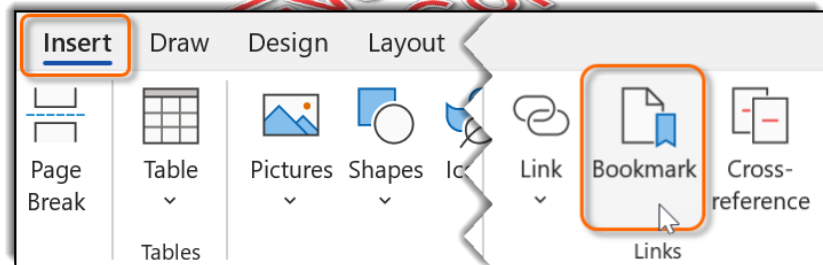 Insert Draw Design Layout
Page Break
Table
Pictures
Shapes
Link
Bookmark
Cross-
reference
Tables
Links